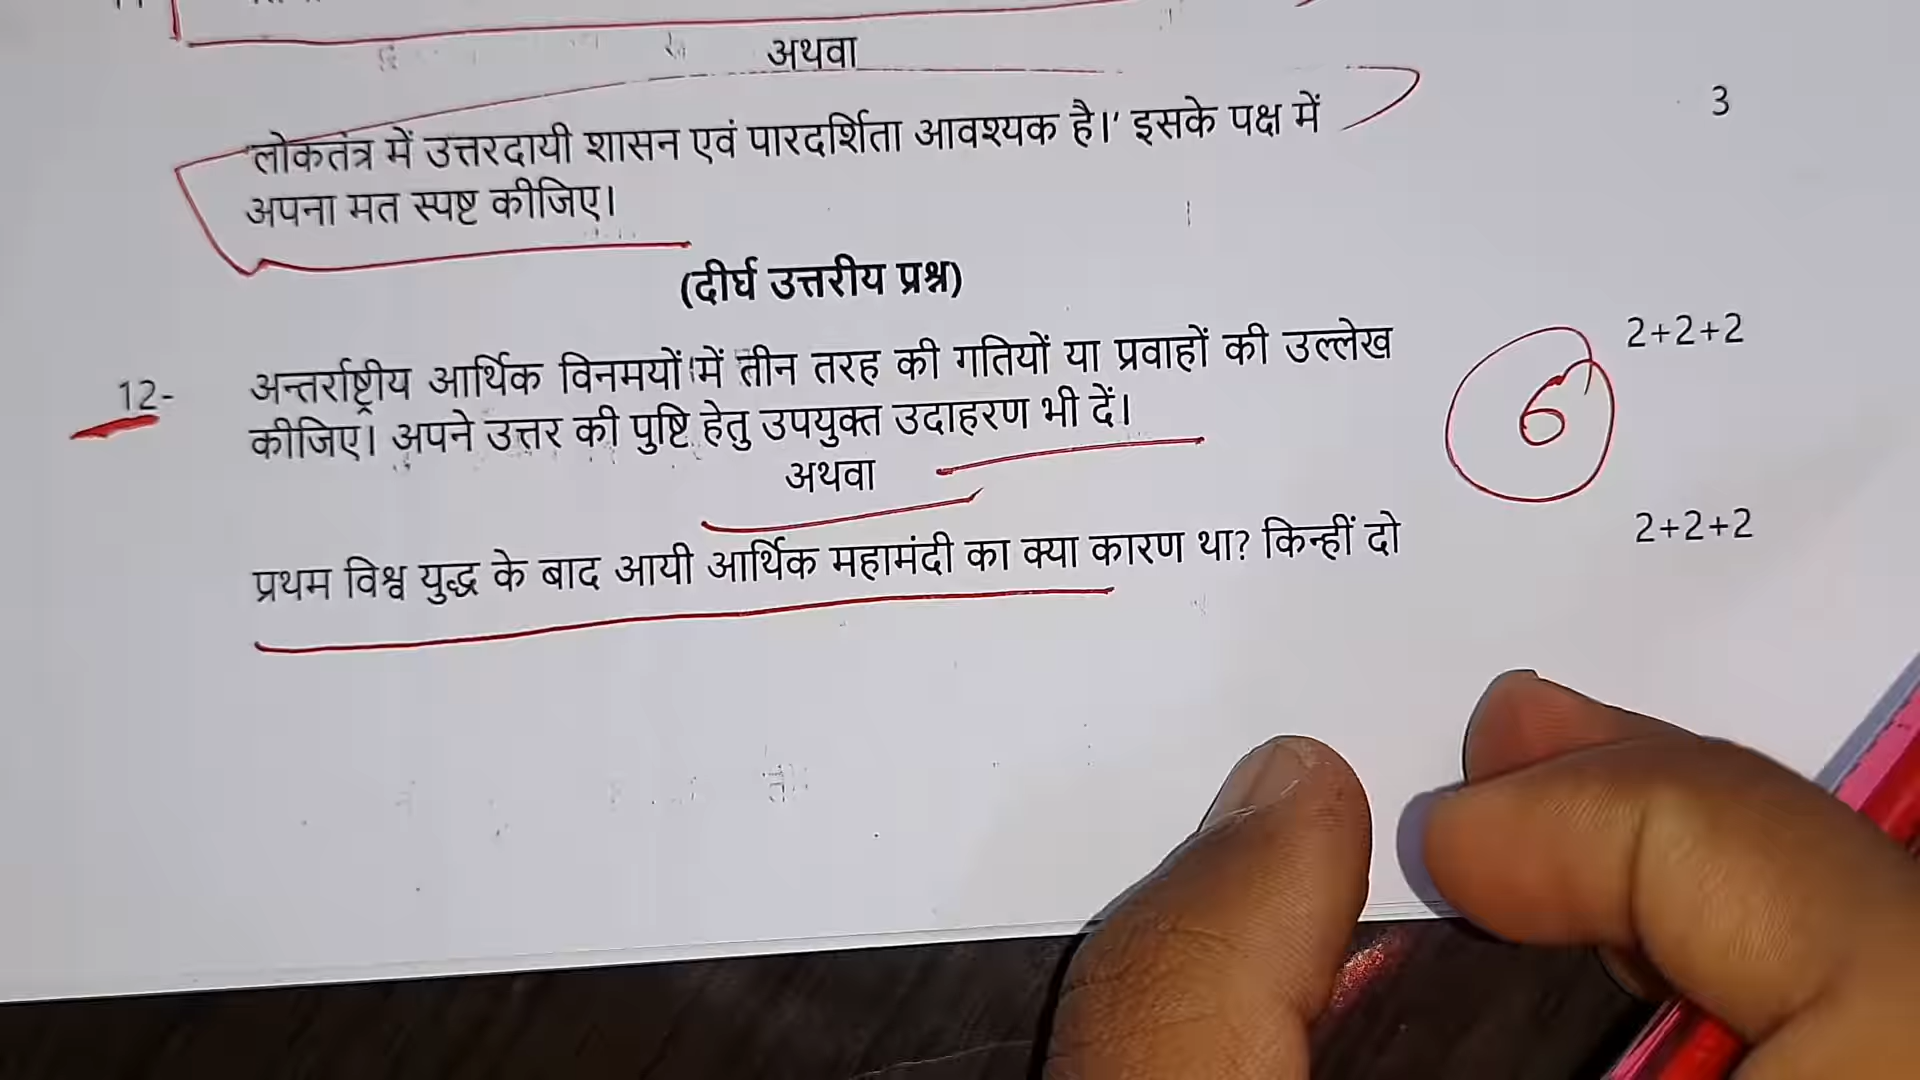 अथवा
लोकतंत्र में उत्तरदायी शासन एवं पारदर्शिता आवश्यक है।’ इसके पक्ष में 3
अपना मत स्पष्ट कीजिए।
(दीर्घ उत्तरीय प्रश्न)
12- अन्तर्राष्ट्रीय आर्थिक विनमयों में तीन तरह की गतियों या प्रवाहों की उल्लेख 2+2+2
कीजिए। अपने उत्तर की पुष्टि हेतु उपयुक्त उदाहरण भी दें। 6
अथवा
प्रथम विश्व युद्ध के बाद आयी आर्थिक महामंदी का क्या कारण था? किन्हीं दो 2+2+2